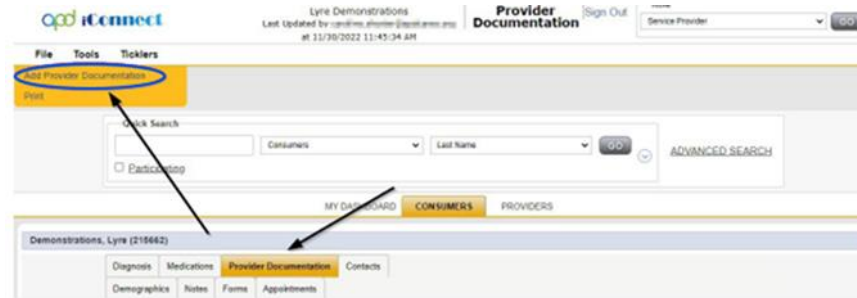 apd iConnect
Lyre Demonstrations
Last Updated by
at 11/30/2022 11:45:34 AM
Provider
Documentation
Sign Out
Service Provider
GO
File Tools Ticklers
Add Provider Documentation
Print
Quick Search
Consumers
Last Name
GO
ADVANCED SEARCH
Participating
MY DASHBOARD CONSUMERS PROVIDERS
Demonstrations, Lyre (215662)
Diagnosis Medications Provider Documentation Contacts
Demographics Notes Forms Appointments